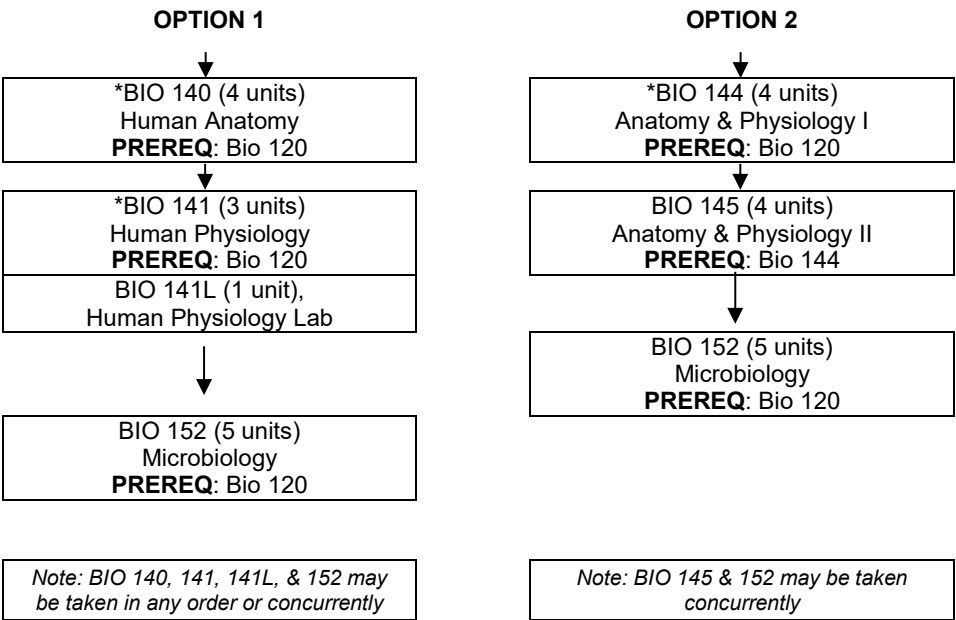 OPTION 1
*BIO 140 (4 units)
Human Anatomy
PREREQ: Bio 120
*BIO 141 (3 units)
Human Physiology
PREREQ: Bio 120
BIO 141L (1 unit),
Human Physiology Lab
BIO 152 (5 units)
Microbiology
PREREQ: Bio 120
Note: BIO 140, 141, 141L, & 152 may
be taken in any order or concurrently
OPTION 2
*BIO 144 (4 units)
Anatomy & Physiology I
PREREQ: Bio 120
BIO 145 (4 units)
Anatomy & Physiology II
PREREQ: Bio 144
BIO 152 (5 units)
Microbiology
PREREQ: Bio 120
Note: BIO 145 & 152 may be taken
concurrently